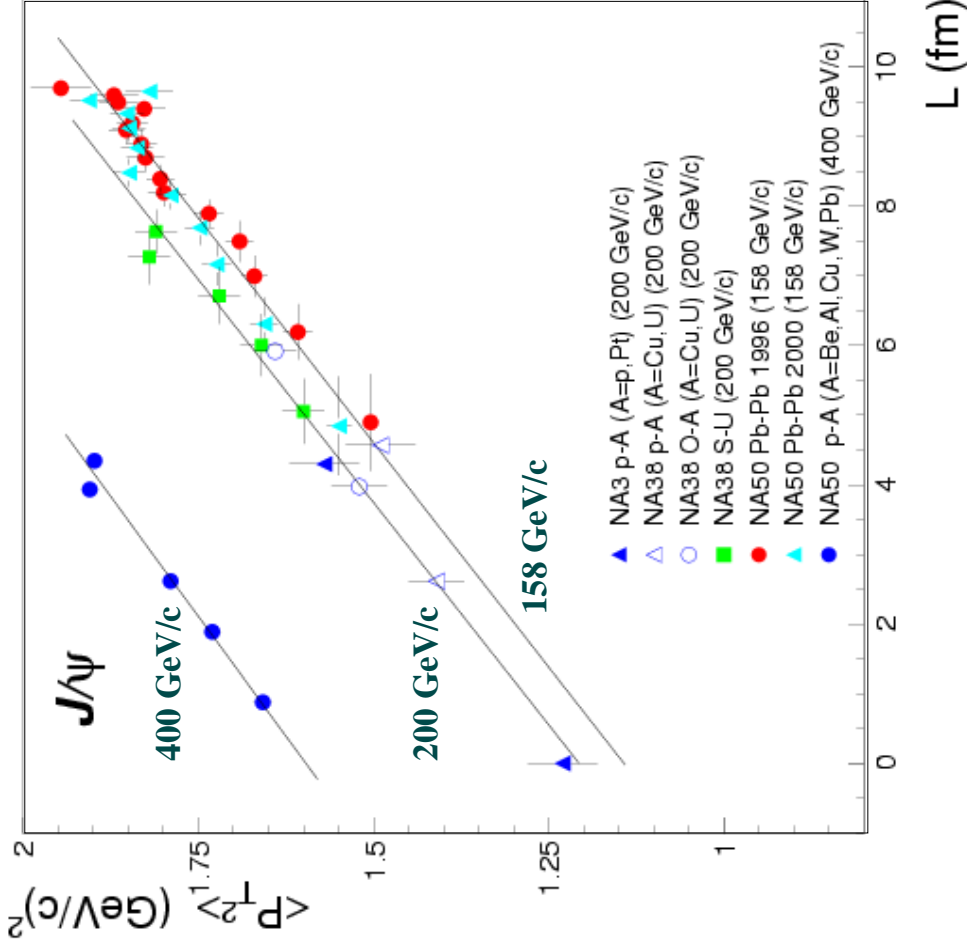 <P_T^2> (GeV/c)^2
2
1.75
1.5
1.25
1
J/ψ
400 GeV/c
200 GeV/c
158 GeV/c
NA3 p-A (A=p,Pt) (200 GeV/c)
NA38 p-A (A=Cu,U) (200 GeV/c)
NA38 O-A (A=Cu,U) (200 GeV/c)
NA38 S-U (200 GeV/c)
NA50 Pb-Pb 1996 (158 GeV/c)
NA50 Pb-Pb 2000 (158 GeV/c)
NA50 p-A (A=Be,Al,Cu,W,Pb) (400 GeV/c)
0 2 4 6 8 10
L (fm)